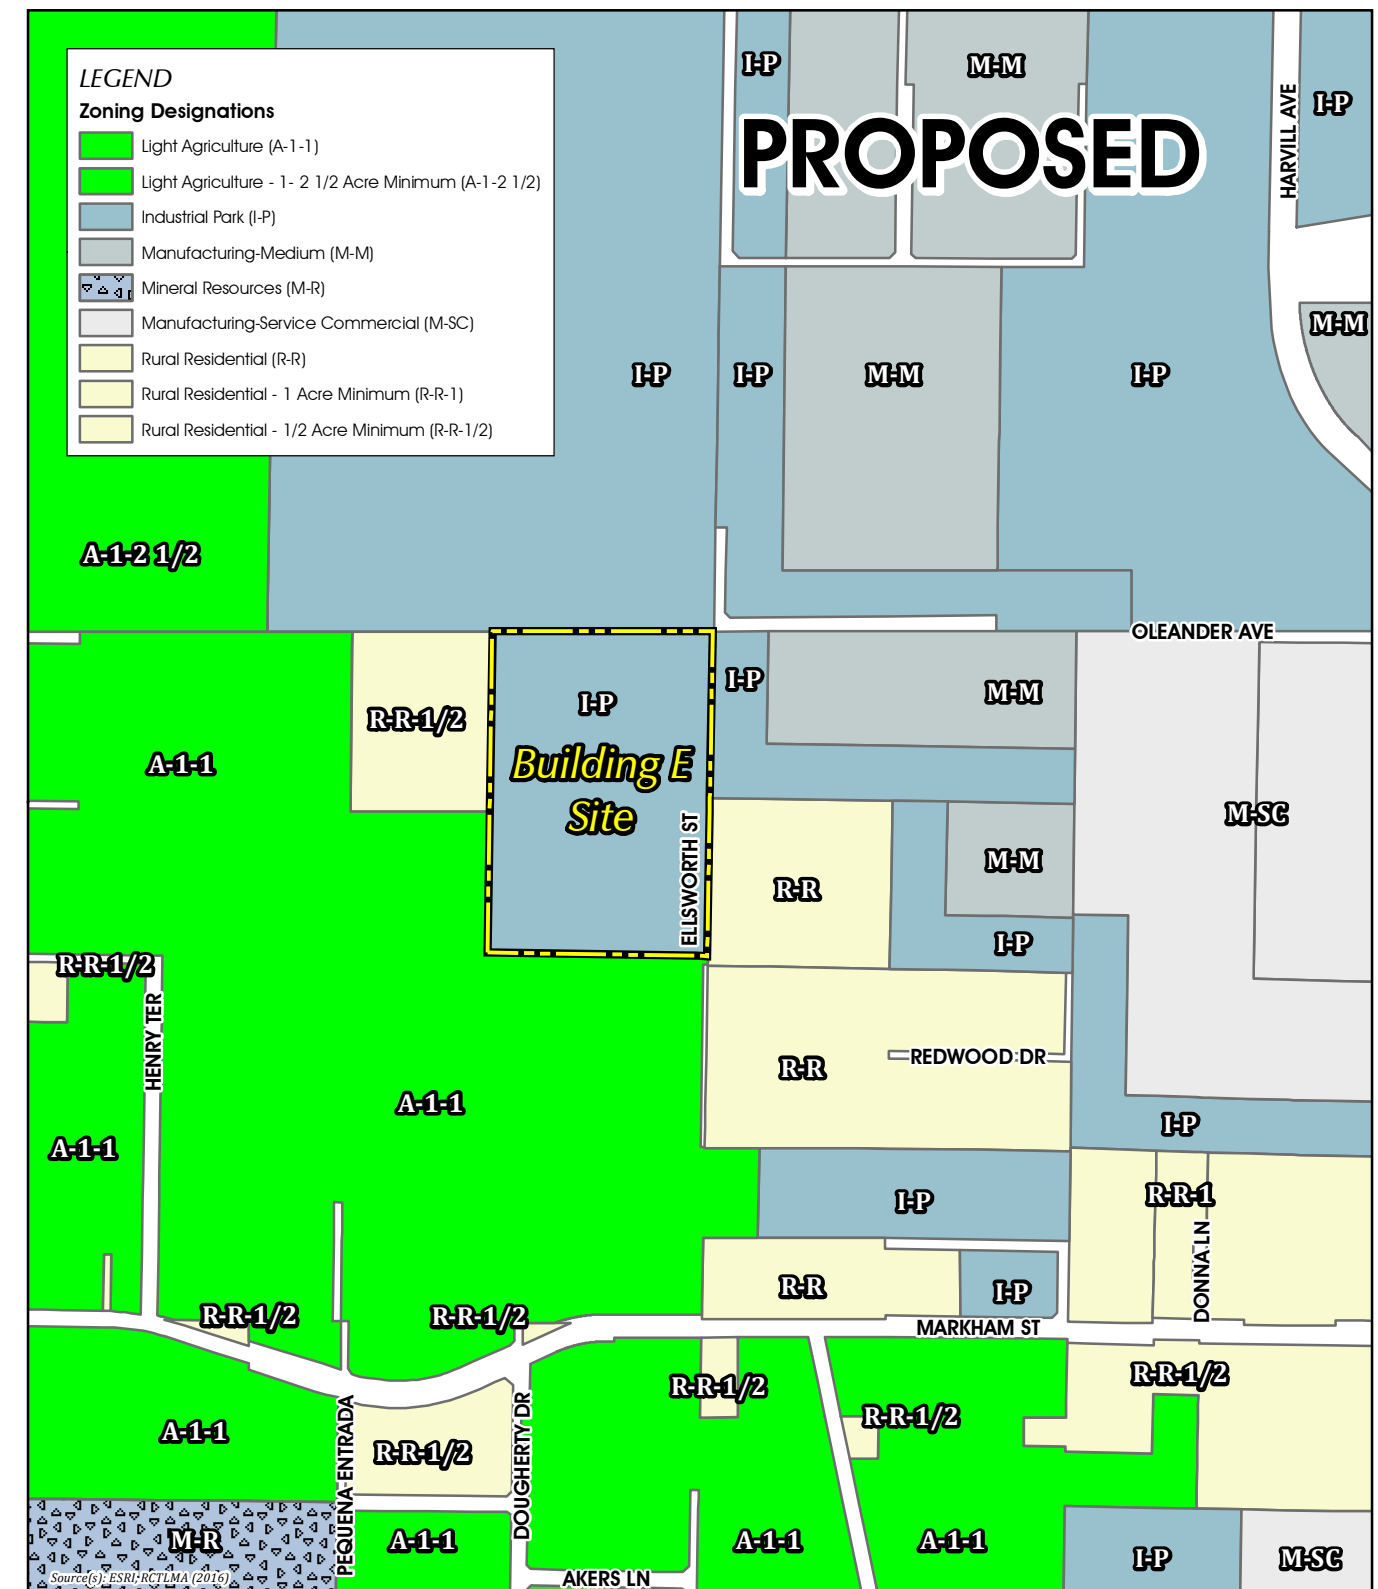 LEGEND
Zoning Designations
Light Agriculture (A-1-1)
Light Agriculture - 1- 2 1/2 Acre Minimum (A-1-2 1/2)
Industrial Park (I-P)
Manufacturing-Medium (M-M)
Mineral Resources (M-R)
Manufacturing-Service Commercial (M-SC)
Rural Residential (R-R)
Rural Residential - 1 Acre Minimum (R-R-1)
Rural Residential - 1/2 Acre Minimum (R-R-1/2)
I-P
M-M
I-P
HARVILL AVE
PROPOSED
M-M
I-P
I-P
M-M
I-P
A-1-2 1/2
OLEANDER AVE
I-P
M-M
I-P
R-R-1/2
A-1-1
Building E
Site
ELLSWORTH ST
M-SC
M-M
R-R
I-P
R-R-1/2
HENRY TER
REDWOOD DR
R-R
A-1-1
I-P
A-1-1
R-R-1
I-P
DONNA LN
R-R
I-P
R-R-1/2
R-R-1/2
MARKHAM ST
R-R-1/2
R-R-1/2
R-R-1/2
A-1-1
PEQUENA ENTRADA
R-R-1/2
DOUGHERTY DR
M-R
A-1-1
A-1-1
A-1-1
I-P
M-SC
Source(s): ESRI, RCTLMA (2016)
AKERS LN